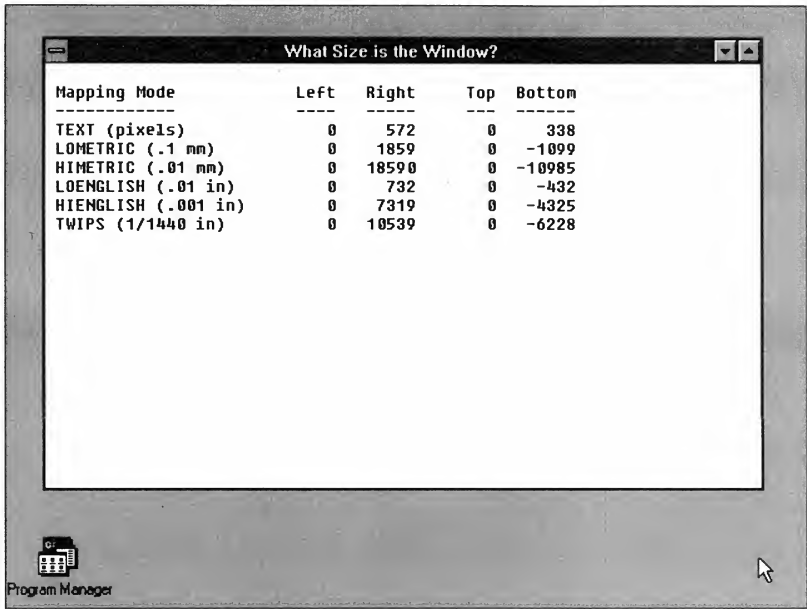 What Size is the Window?
Mapping Mode Left Right Top Bottom
------------ ---- ----- --- ------
TEXT (pixels) 0 572 0 338
LOMETRIC (.1 mm) 0 1859 0 -1099
HIMETRIC (.01 mm) 0 18590 0 -10985
LOENGLISH (.01 in) 0 732 0 -432
HIENGLISH (.001 in) 0 7319 0 -4325
TWIPS (1/1440 in) 0 10539 0 -6228
Program Manager